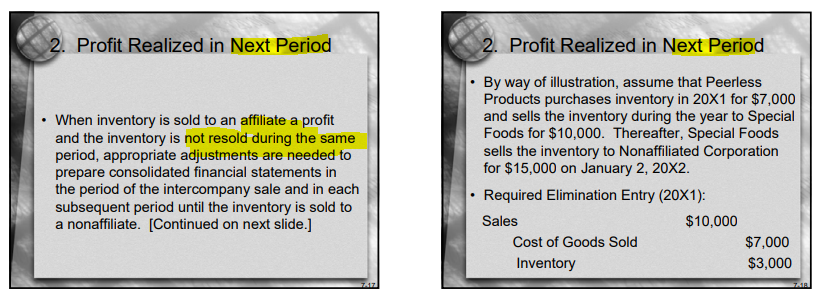 2. Profit Realized in Next Period
• When inventory is sold to an affiliate a profit
and the inventory is not resold during the same
period, appropriate adjustments are needed to
prepare consolidated financial statements in
the period of the intercompany sale and in each
subsequent period until the inventory is sold to
a nonaffiliate. [Continued on next slide.]
7-17
2. Profit Realized in Next Period
• By way of illustration, assume that Peerless
Products purchases inventory in 20X1 for $7,000
and sells the inventory during the year to Special
Foods for $10,000. Thereafter, Special Foods
sells the inventory to Nonaffiliated Corporation
for $15,000 on January 2, 20X2.
• Required Elimination Entry (20X1):
Sales $10,000
Cost of Goods Sold $7,000
Inventory $3,000
7-18